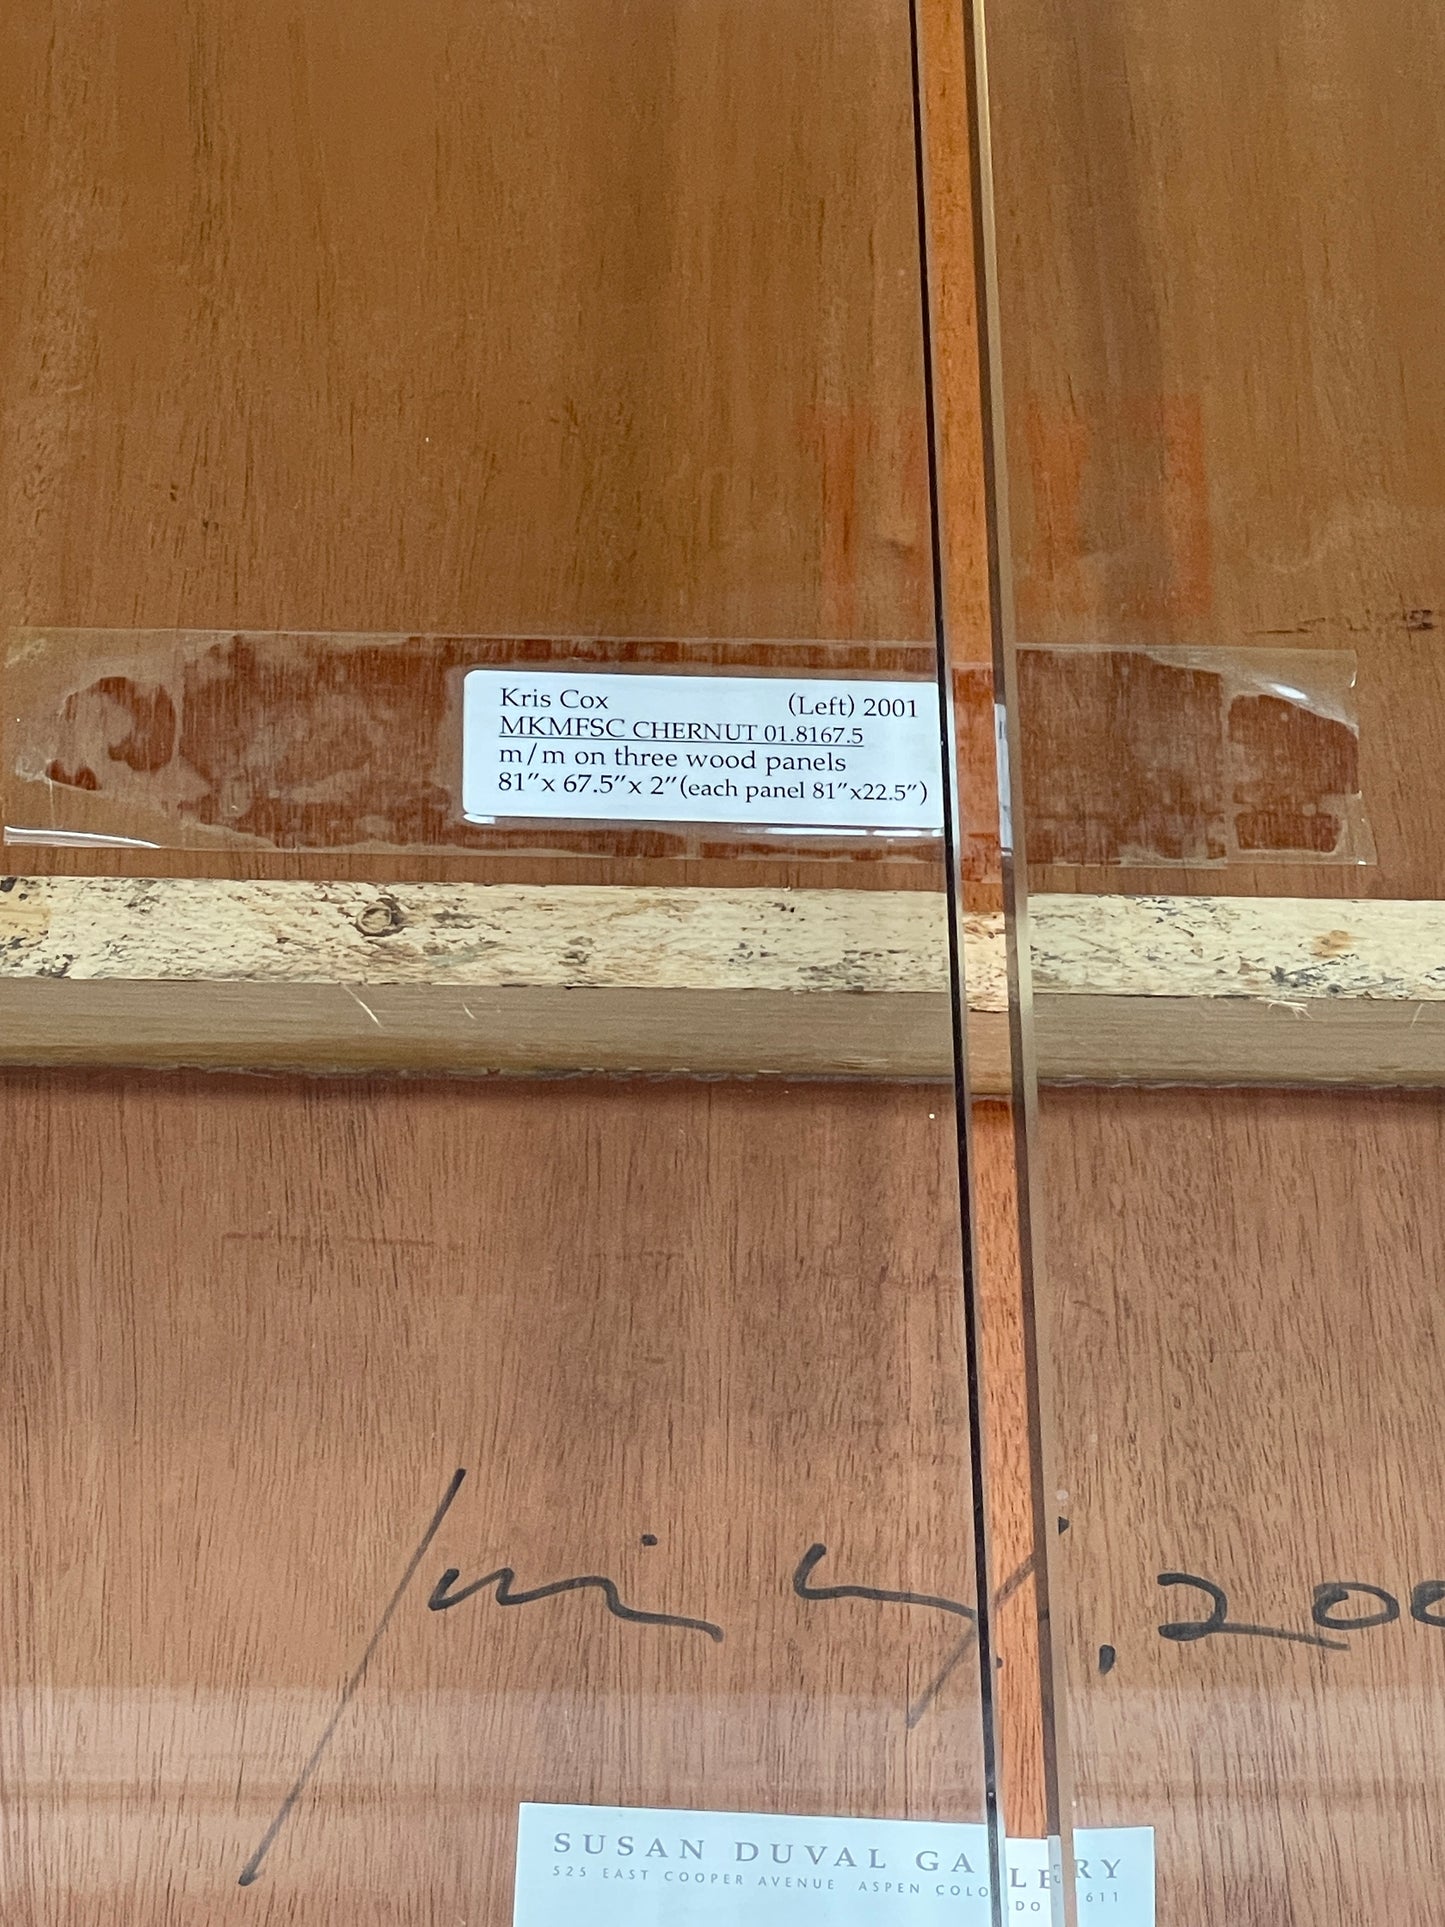 Kris Cox (Left) 2001
MKMFSC CHERNUT 01.8167.5
m/m on three wood panels
81"x 67.5"x 2"(each panel 81"x22.5")
SUSAN DUVAL GALLERY
525 EAST COOPER AVENUE ASPEN